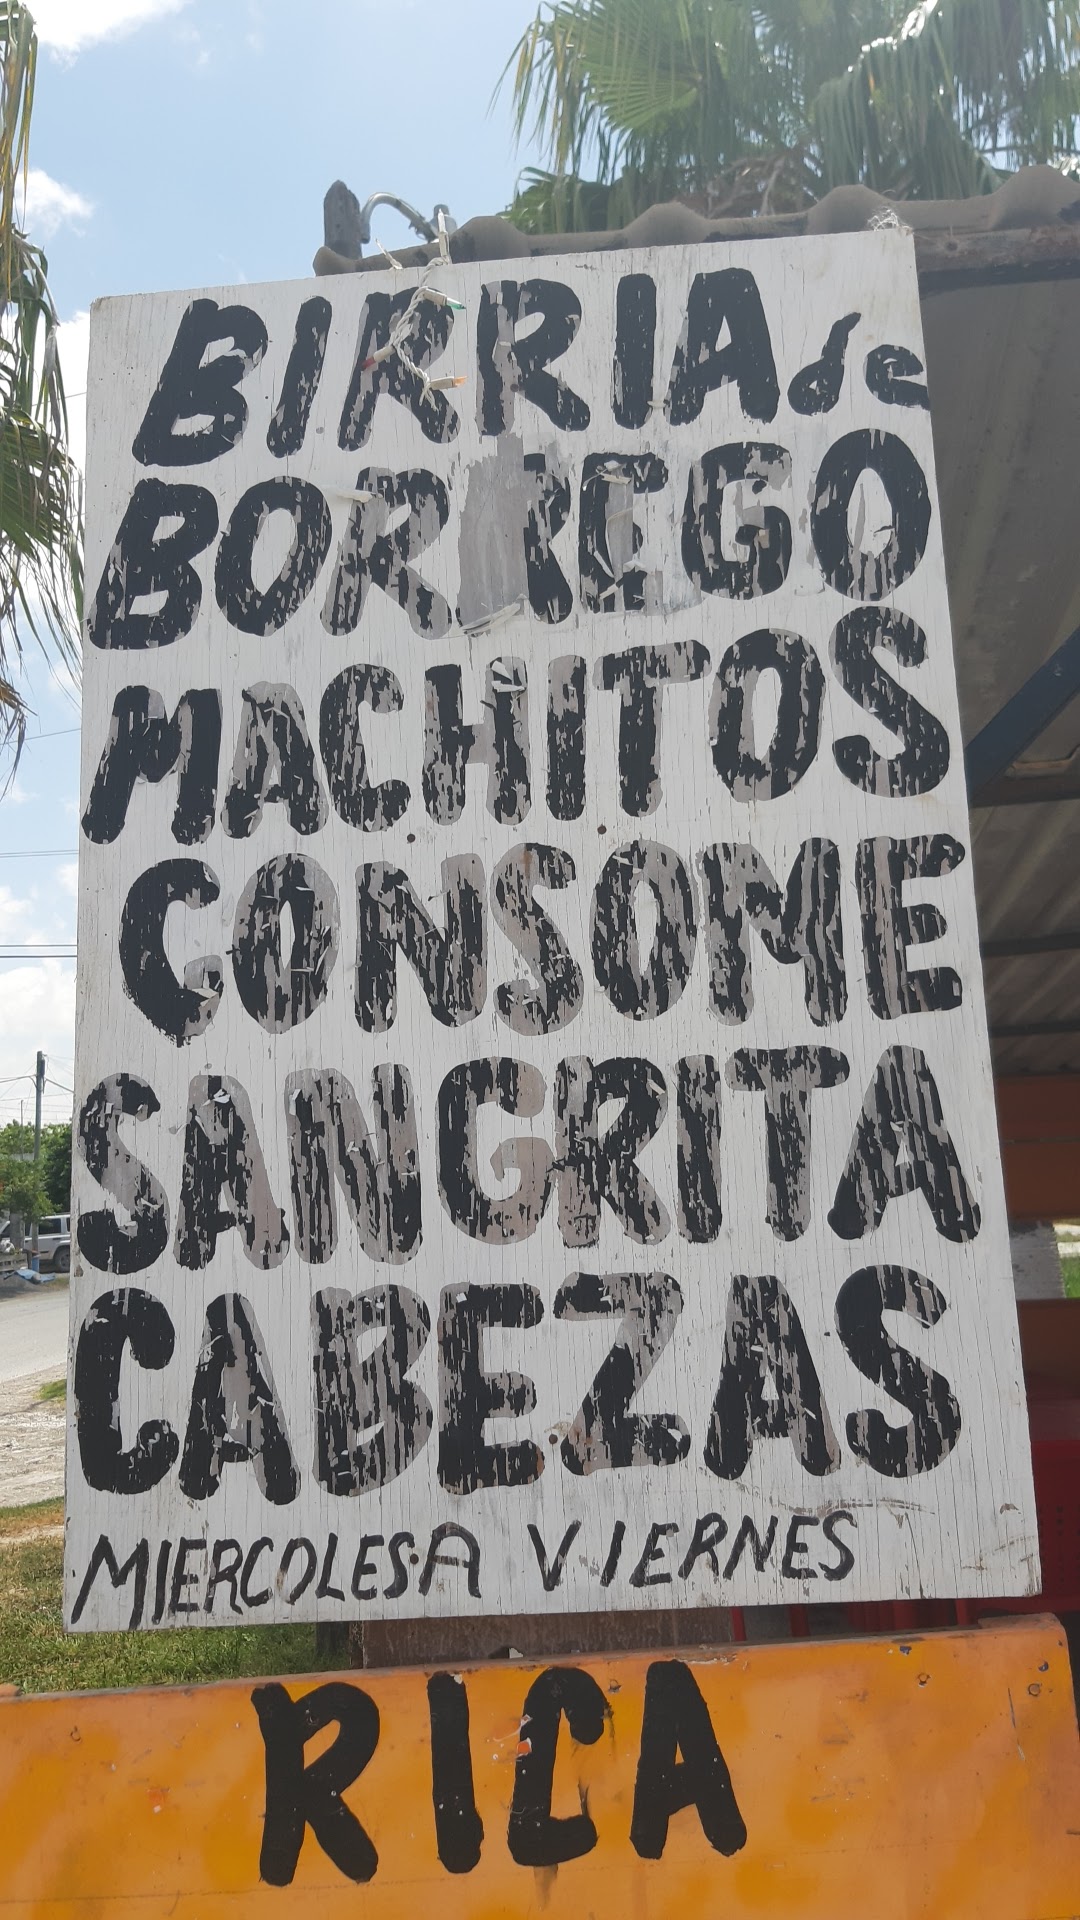 BIRRIA de
BORREGO
MACHITOS
CONSOME
SANGRITA
CABEZAS
MIERCOLES A VIERNES
RICA